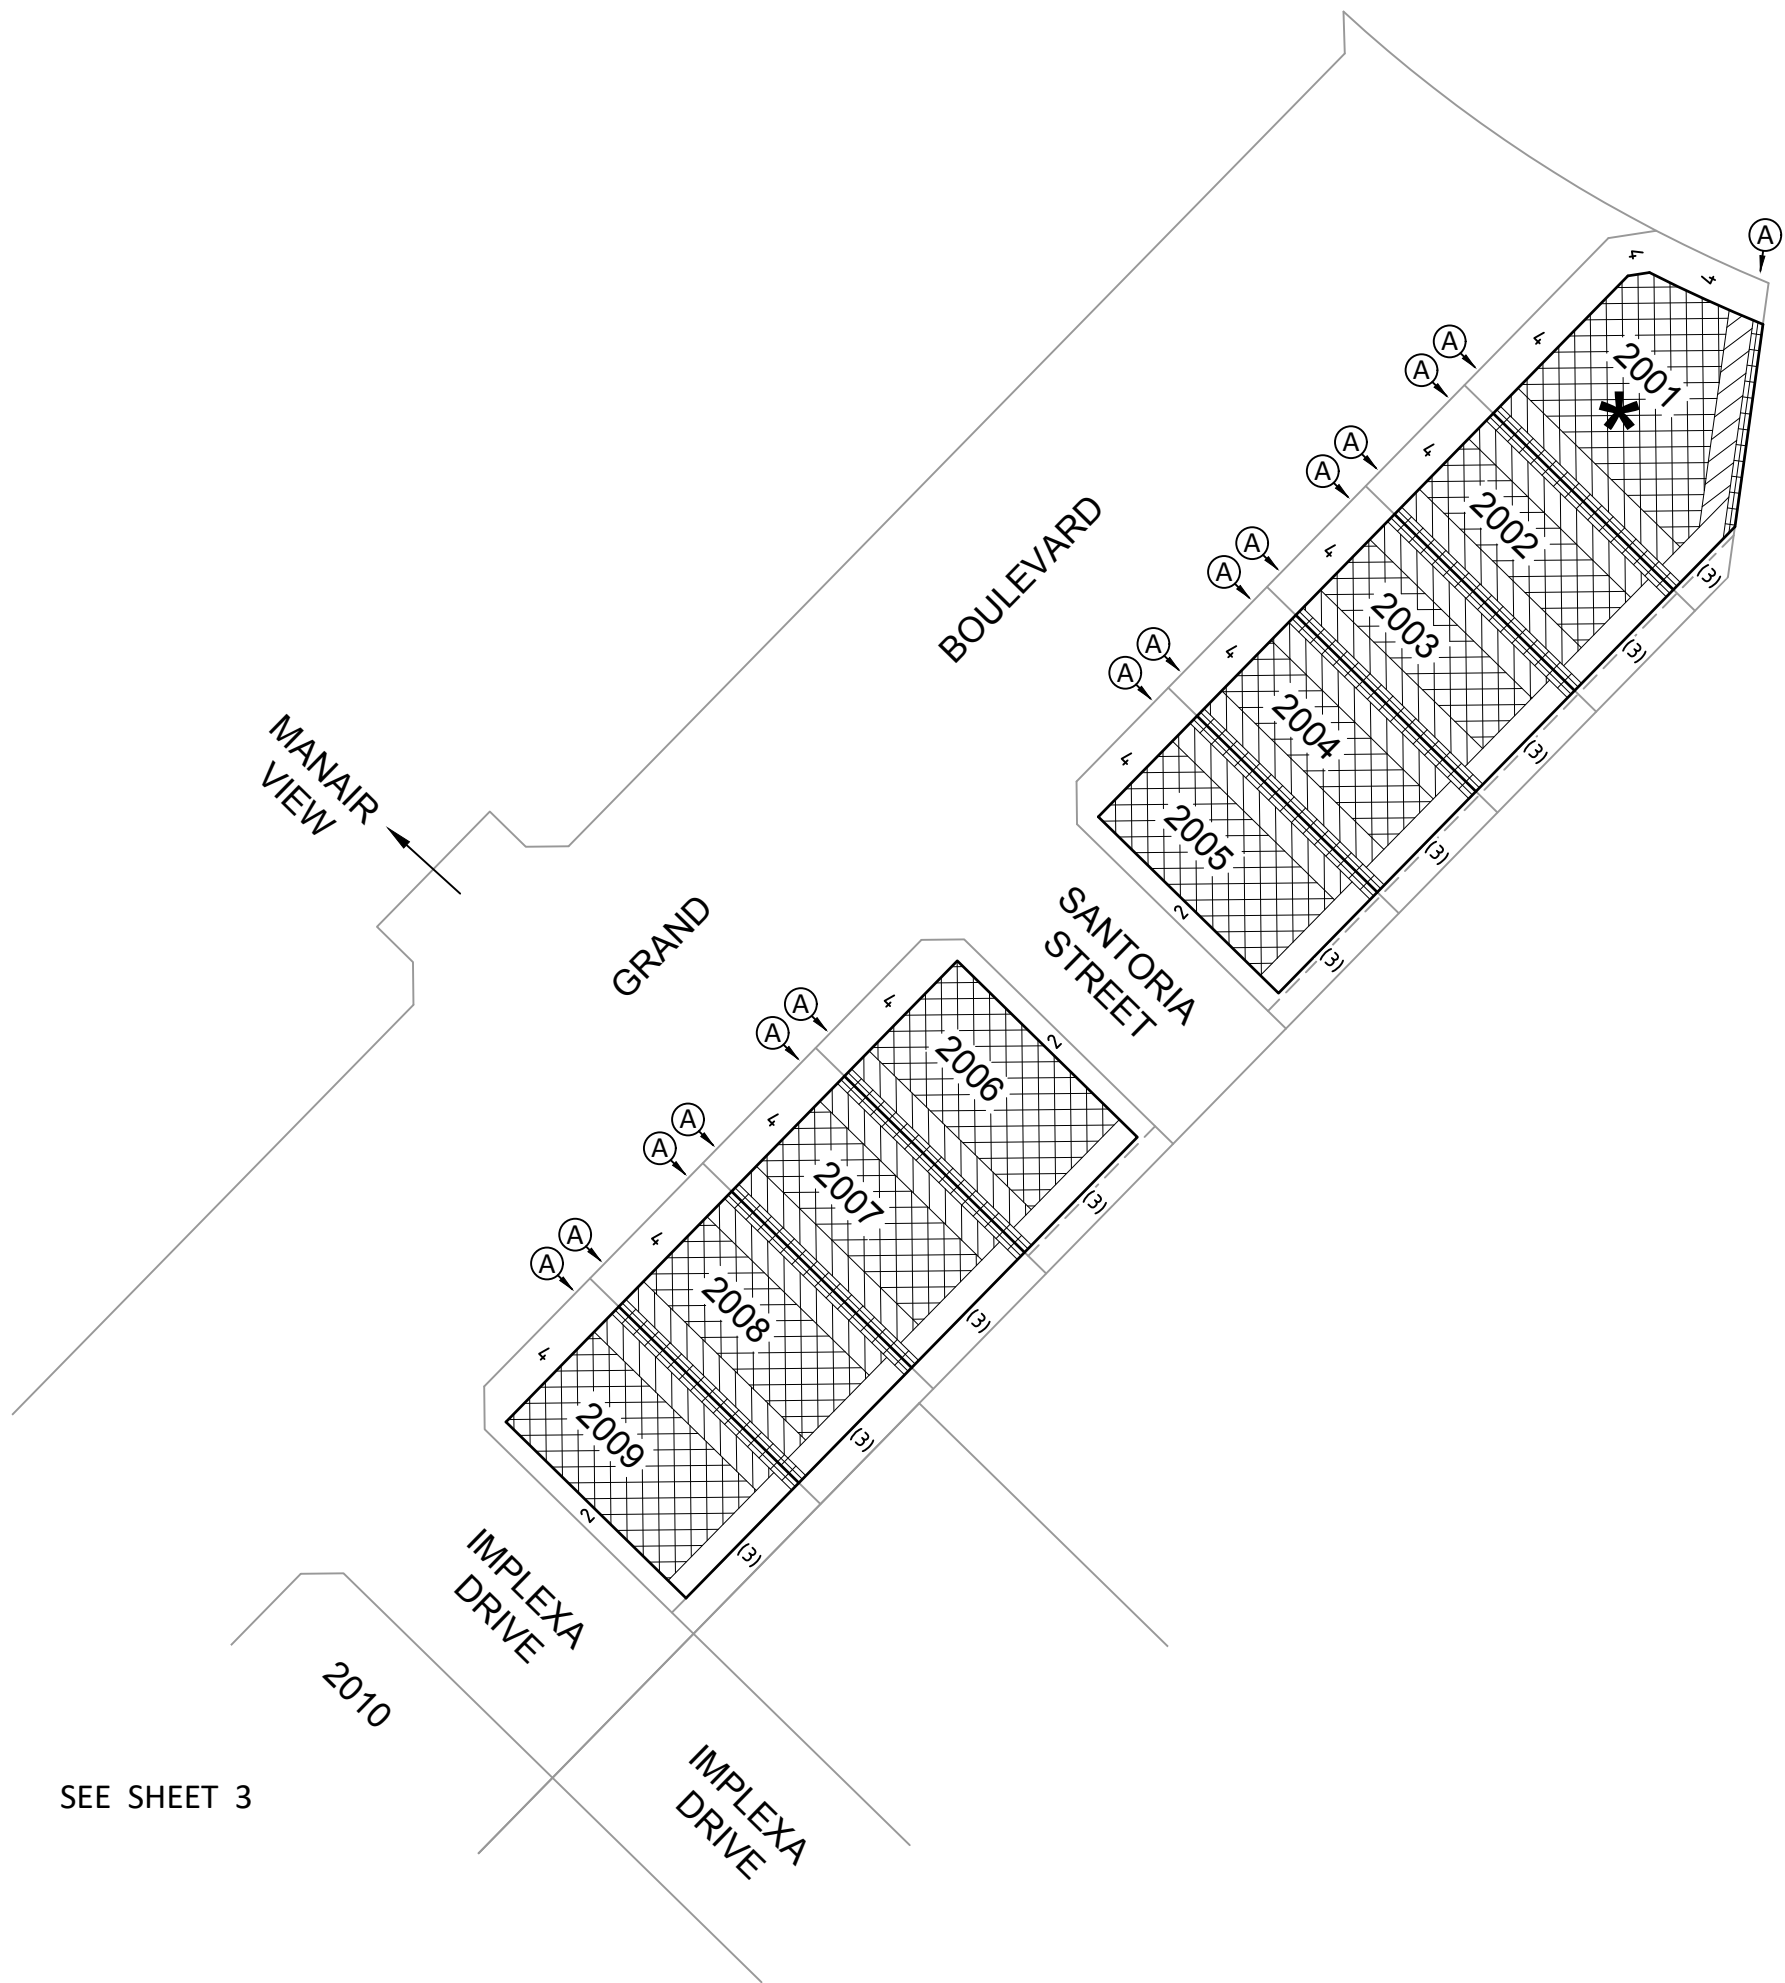 A
4
4
4
A
A
2001
*
(3)
A
A
4
2002
(3)
A
A
4
2003
(3)
A
A
4
2004
(3)
4
2005
2
(3)
BOULEVARD
MANAIR
VIEW
GRAND
SANTORIA
STREET
A
A
4
2006
2
(3)
A
A
4
2007
(3)
A
A
4
2008
(3)
4
2009
2
(3)
IMPLEXA
DRIVE
2010
IMPLEXA
DRIVE
SEE SHEET 3